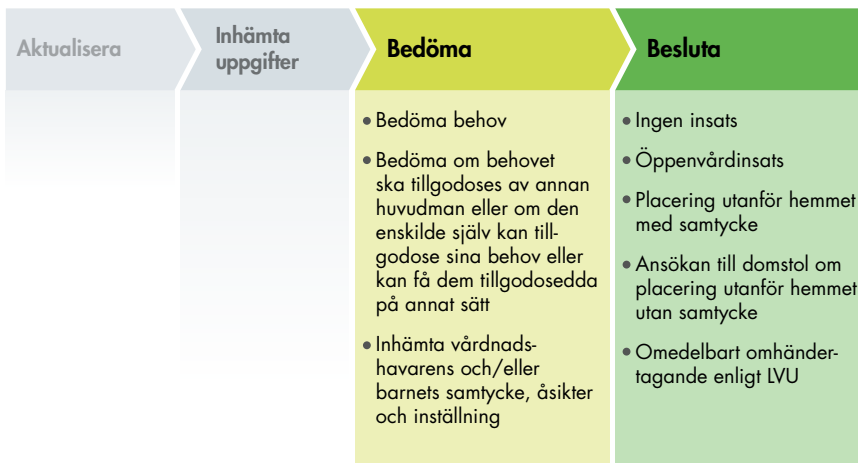 Aktualisera
Inhämta
uppgifter
Bedöma
Besluta
• Bedöma behov
• Bedöma om behovet
ska tillgodoses av annan
huvudman eller om den
enskilde själv kan till-
godose sina behov eller
kan få dem tillgodosedda
på annat sätt
• Inhämta vårdnads-
havarens och/eller
barnets samtycke, åsikter
och inställning
• Ingen insats
• Öppenvårdinsats
• Placering utanför hemmet
med samtycke
• Ansökan till domstol om
placering utanför hemmet
utan samtycke
• Omedelbart omhänder-
tagande enligt LVU